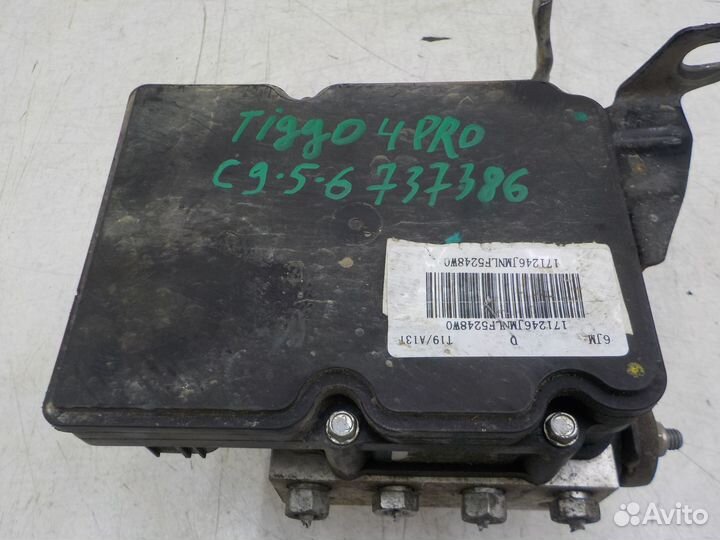 TiggO 4 PRO
C9.5.6 737386
6JM Q T19/A13T
171246JMNLF5248W0
171246JMNLF5248W0
Avito